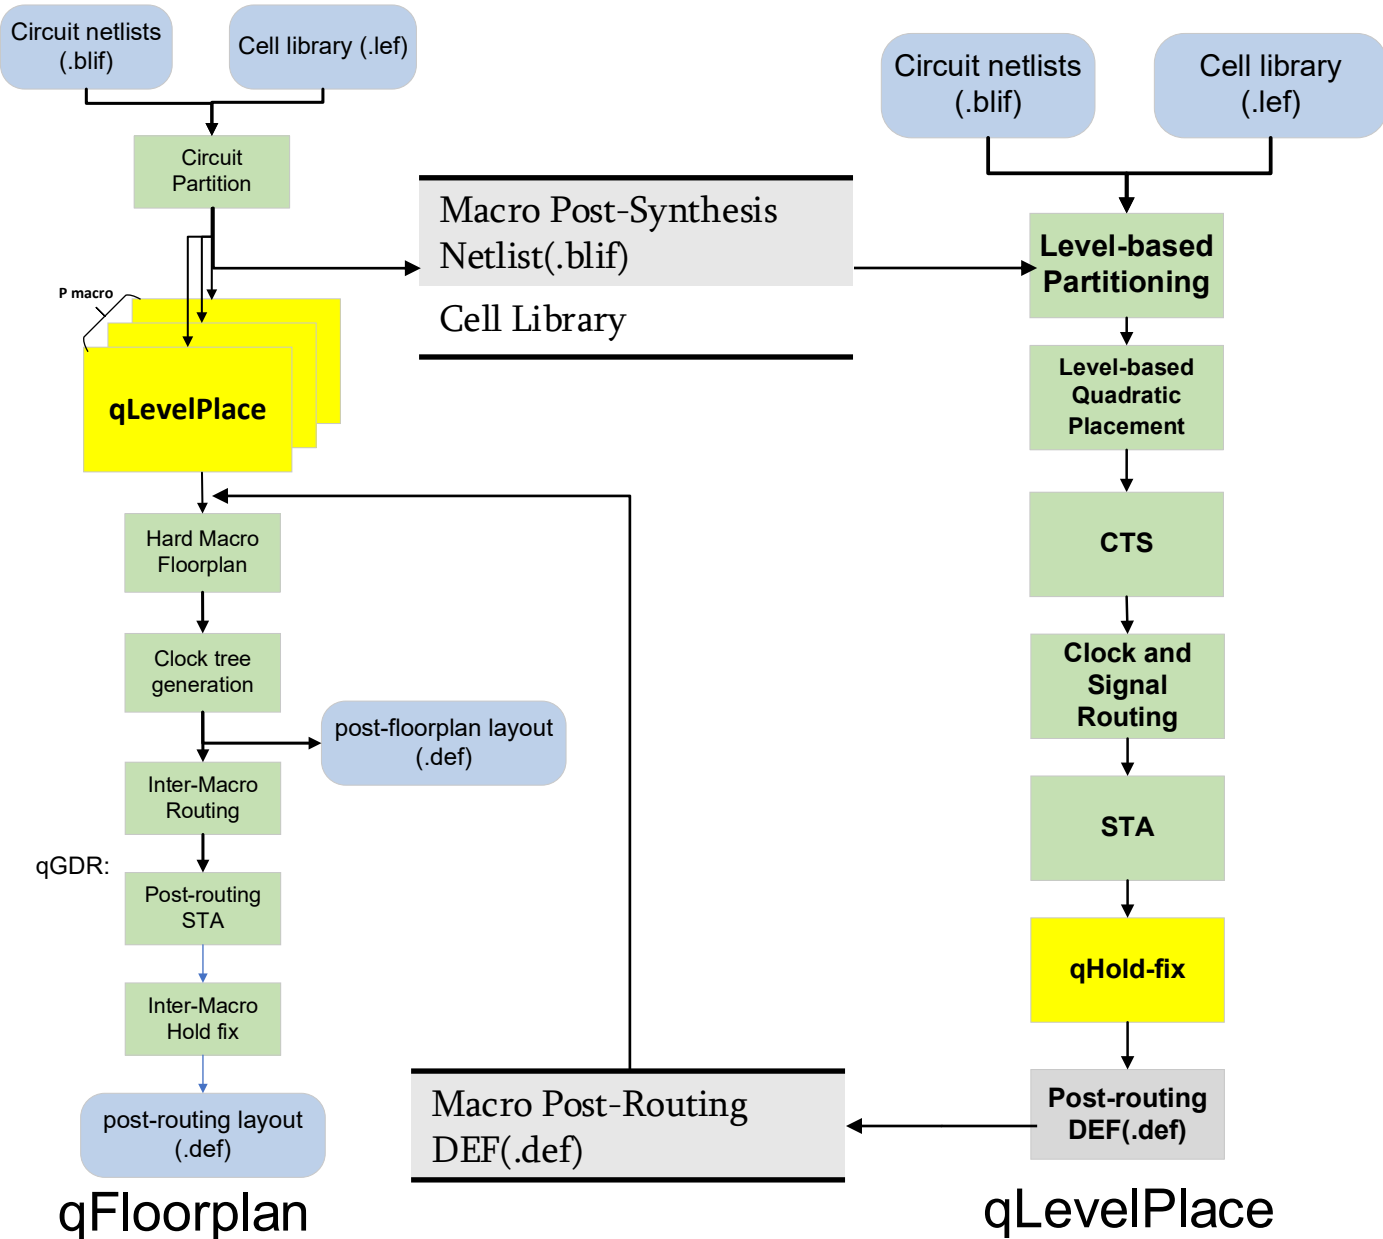 Circuit netlists
(.blif)
Cell library (.lef)
Circuit
Partition
P macro
qLevelPlace
Hard Macro
Floorplan
Clock tree
generation
post-floorplan layout
(.def)
Inter-Macro
Routing
qGDR:
Post-routing
STA
Inter-Macro
Hold fix
post-routing layout
(.def)
qFloorplan
Macro Post-Synthesis
Netlist(.blif)
Cell Library
Macro Post-Routing
DEF(.def)
Circuit netlists
(.blif)
Cell library
(.lef)
Level-based
Partitioning
Level-based
Quadratic
Placement
CTS
Clock and
Signal
Routing
STA
qHold-fix
Post-routing
DEF(.def)
qLevelPlace